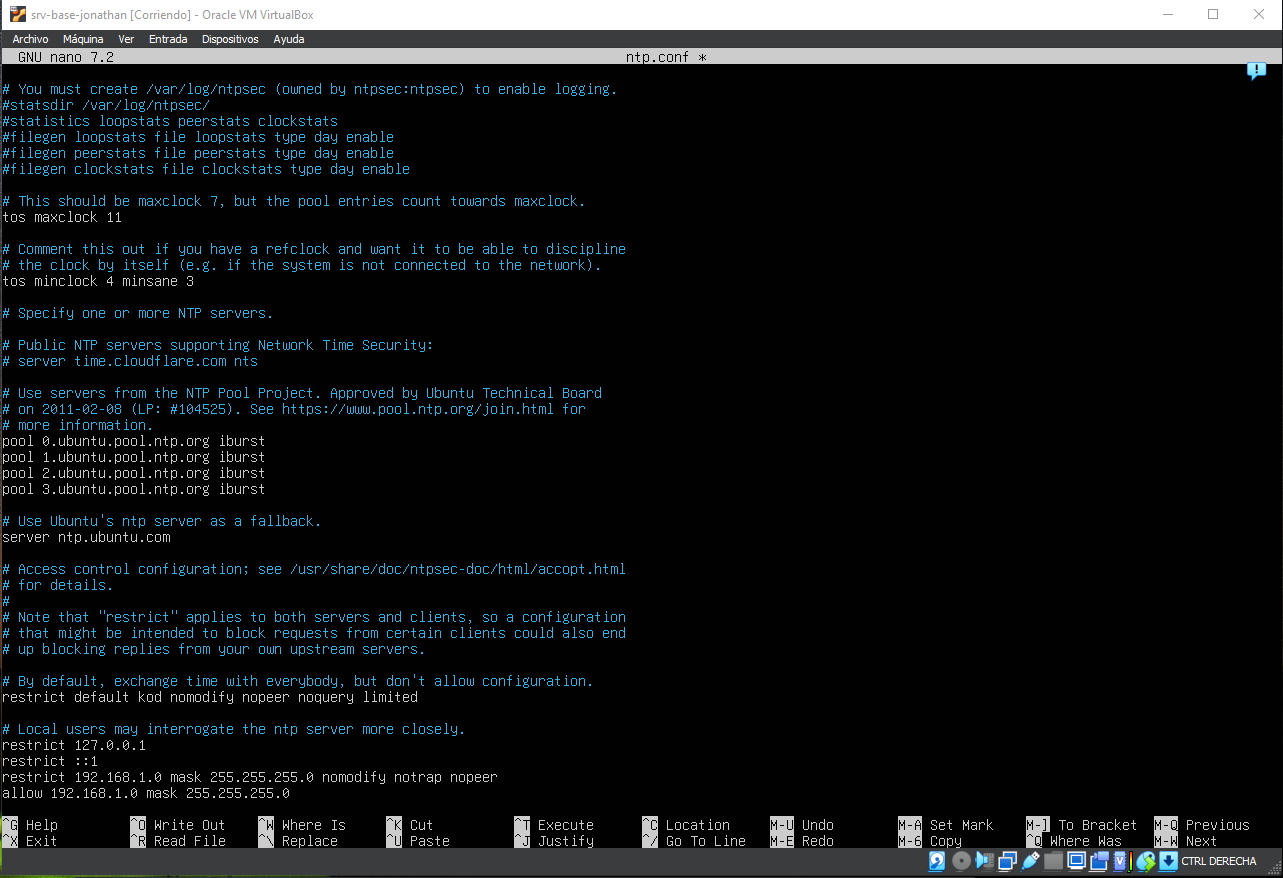 srv-base-jonathan [Corriendo] - Oracle VM VirtualBox
Archivo Máquina Ver Entrada Dispositivos Ayuda
GNU nano 7.2 ntp.conf *
# You must create /var/log/ntpsec (owned by ntpsec:ntpsec) to enable logging.
#statsdir /var/log/ntpsec/
#statistics loopstats peerstats clockstats
#filegen loopstats file loopstats type day enable
#filegen peerstats file peerstats type day enable
#filegen clockstats file clockstats type day enable
# This should be maxclock 7, but the pool entries count towards maxclock.
tos maxclock 11
# Comment this out if you have a refclock and want it to be able to discipline
# the clock by itself (e.g. if the system is not connected to the network).
tos minclock 4 minsane 3
# Specify one or more NTP servers.
# Public NTP servers supporting Network Time Security:
# server time.cloudflare.com nts
# Use servers from the NTP Pool Project. Approved by Ubuntu Technical Board
# on 2011-02-08 (LP: #104525). See https://www.pool.ntp.org/join.html for
# more information.
pool 0.ubuntu.pool.ntp.org iburst
pool 1.ubuntu.pool.ntp.org iburst
pool 2.ubuntu.pool.ntp.org iburst
pool 3.ubuntu.pool.ntp.org iburst
# Use Ubuntu's ntp server as a fallback.
server ntp.ubuntu.com
# Access control configuration; see /usr/share/doc/ntpsec-doc/html/accopt.html
# for details.
#
# Note that "restrict" applies to both servers and clients, so a configuration
# that might be intended to block requests from certain clients could also end
# up blocking replies from your own upstream servers.
# By default, exchange time with everybody, but don't allow configuration.
restrict default kod nomodify nopeer noquery limited
# Local users may interrogate the ntp server more closely.
restrict 127.0.0.1
restrict ::1
restrict 192.168.1.0 mask 255.255.255.0 nomodify notrap nopeer
allow 192.168.1.0 mask 255.255.255.0
^G Help ^O Write Out ^W Where Is ^K Cut ^T Execute ^C Location M-U Undo M-A Set Mark M-] To Bracket M-Q Previous
^X Exit ^R Read File ^\ Replace ^U Paste ^J Justify ^/ Go To Line M-E Redo M-6 Copy ^Q Where Was M-W Next
CTRL DERECHA